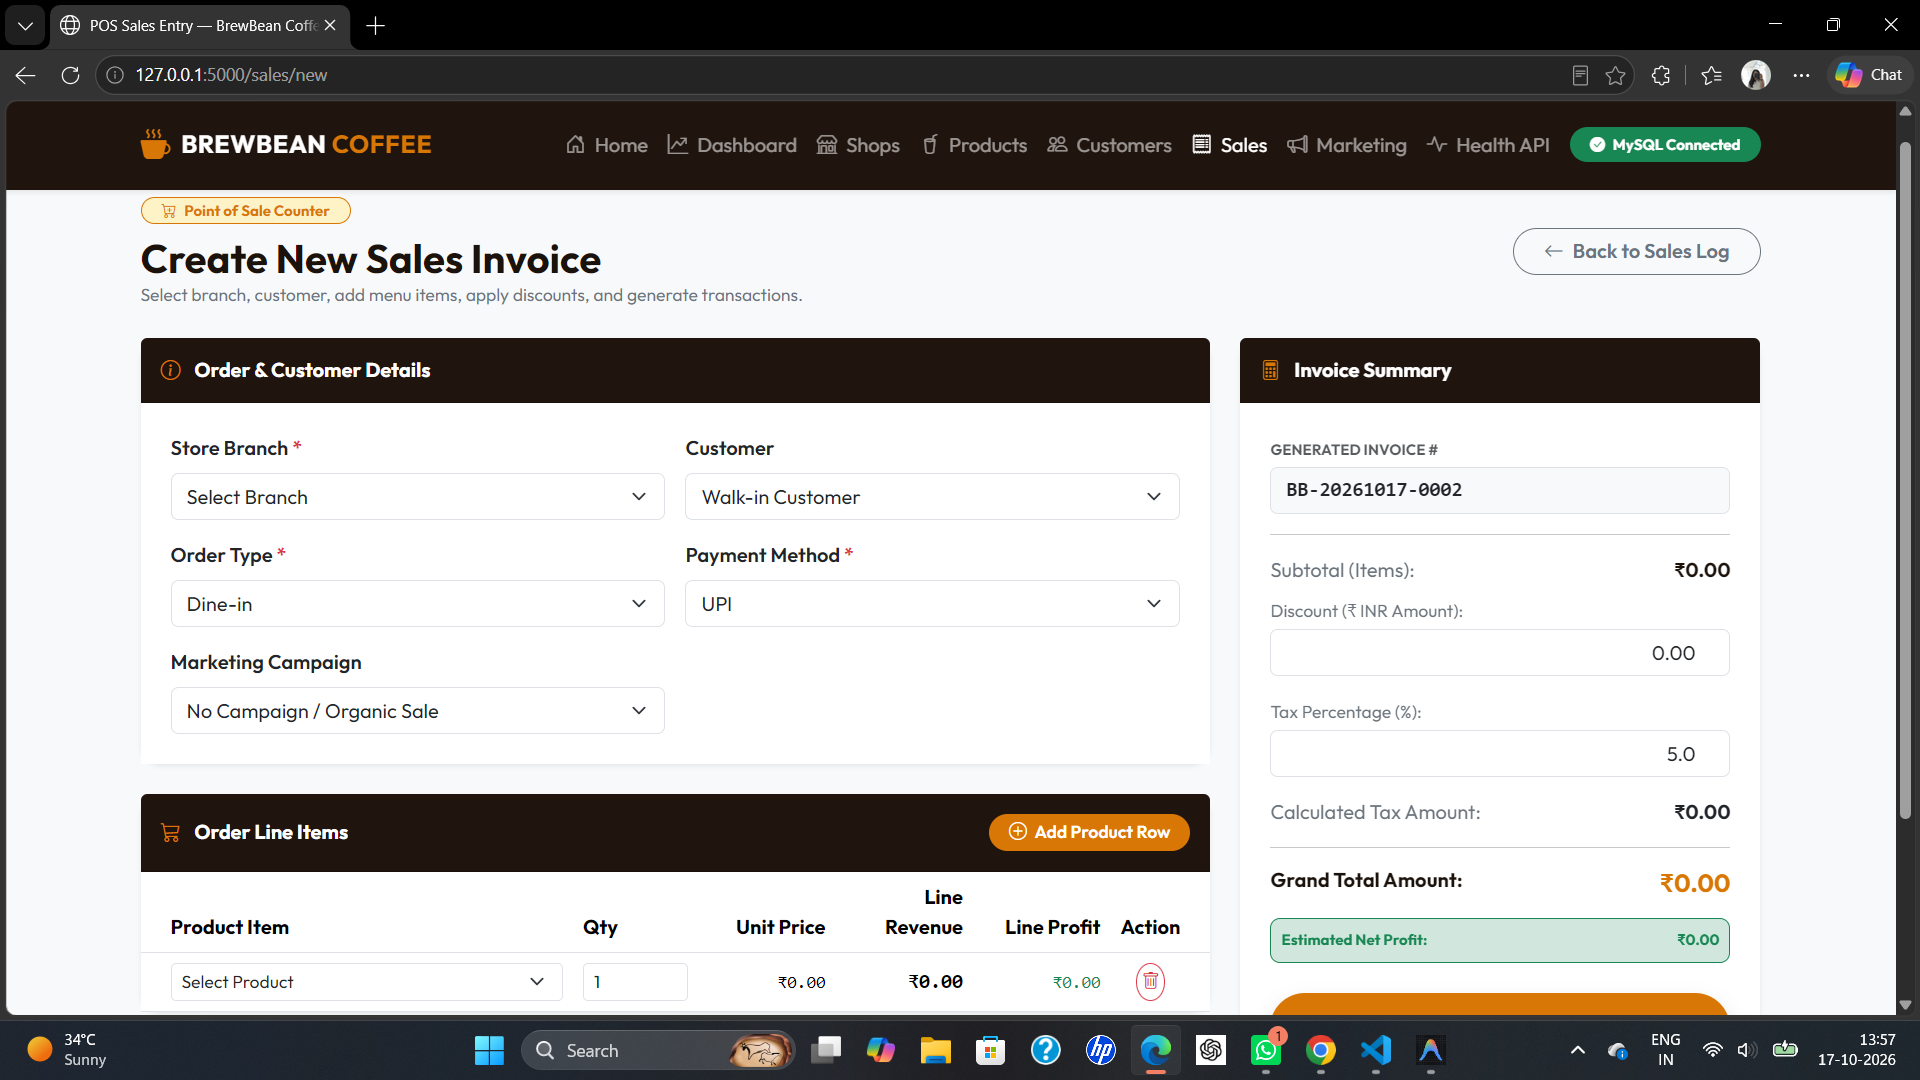 POS Sales Entry — BrewBean Coffe
127.0.0.1:5000/sales/new
Chat
BREWBEAN COFFEE
Home
Dashboard
Shops
Products
Customers
Sales
Marketing
Health API
MySQL Connected
Point of Sale Counter
Create New Sales Invoice
Select branch, customer, add menu items, apply discounts, and generate transactions.
Back to Sales Log
Order & Customer Details
Store Branch *
Customer
Select Branch
Walk-in Customer
Order Type *
Payment Method *
Dine-in
UPI
Marketing Campaign
No Campaign / Organic Sale
Invoice Summary
GENERATED INVOICE #
BB-20261017-0002
Subtotal (Items): ₹0.00
Discount (₹ INR Amount):
0.00
Tax Percentage (%):
5.0
Calculated Tax Amount: ₹0.00
Grand Total Amount: ₹0.00
Estimated Net Profit: ₹0.00
Order Line Items
Add Product Row
Product Item
Qty
Unit Price
Line
Revenue
Line Profit
Action
Select Product
1
₹0.00
₹0.00
₹0.00
34°C
Sunny
Search
hp
1
ENG
IN
13:57
17-10-2026